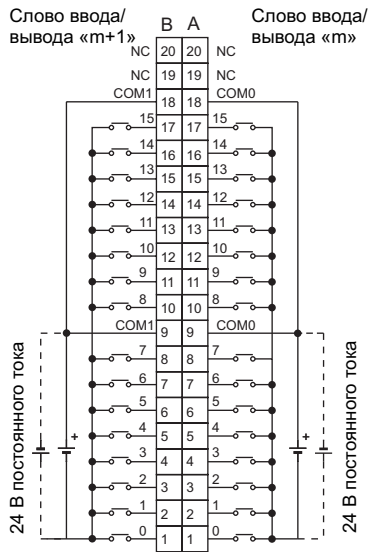 Слово ввода/ вывода «m+1»
B A
Слово ввода/ вывода «m»
NC 20 20 NC
NC 19 19 NC
COM1 18 18 COM0
15 17 17 15
14 16 16 14
13 15 15 13
12 14 14 12
11 13 13 11
10 12 12 10
9 11 11 9
8 10 10 8
COM1 9 9 COM0
7 8 8 7
6 7 7 6
5 6 6 5
4 5 5 4
3 4 4 3
2 3 3 2
1 2 2 1
0 1 1 0
+ +
24 В постоянного тока
24 В постоянного тока